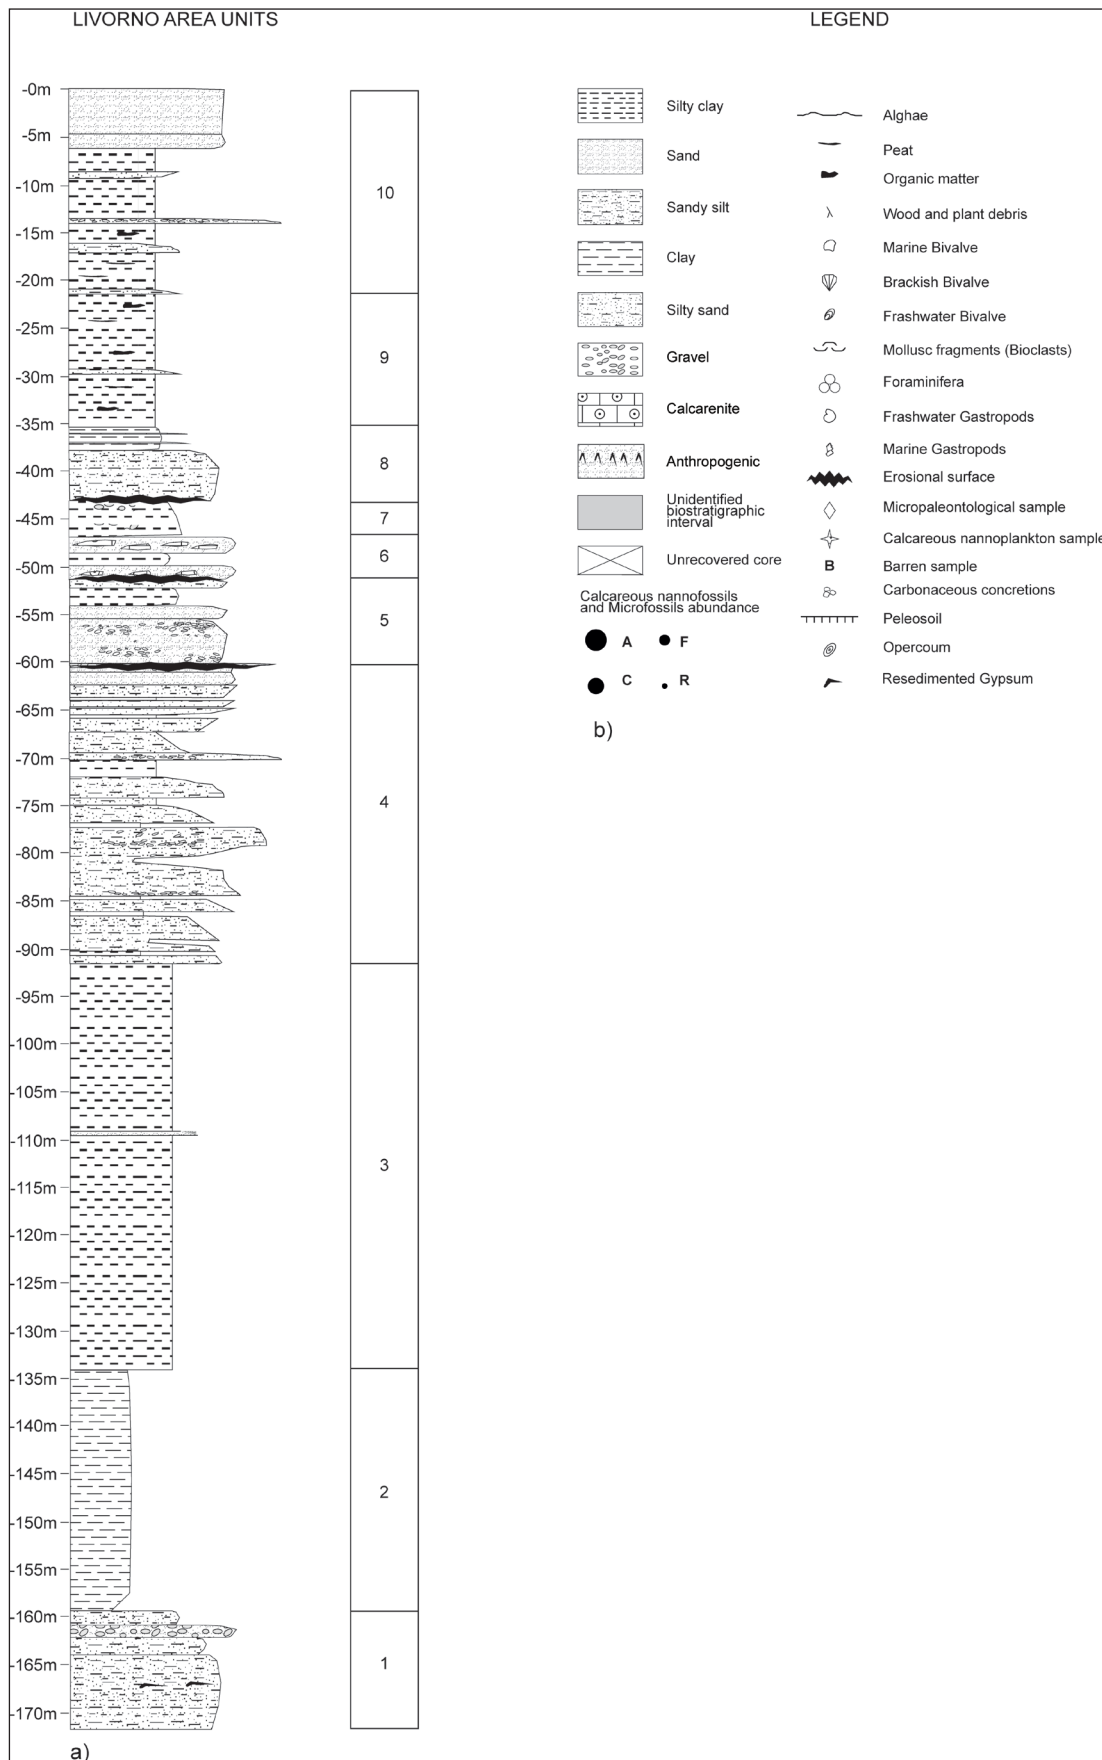 LIVORNO AREA UNITS
-0m
-5m
-10m
-15m
-20m
-25m
-30m
-35m
-40m
-45m
-50m
-55m
-60m
-65m
-70m
-75m
-80m
-85m
-90m
-95m
-100m
-105m
-110m
-115m
-120m
-125m
-130m
-135m
-140m
-145m
-150m
-155m
-160m
-165m
-170m
10
9
8
7
6
5
4
3
2
1
a)
LEGEND
Silty clay
Sand
Sandy silt
Clay
Silty sand
Gravel
Calcarenite
Anthropogenic
Unidentified
biostratigraphic
interval
Unrecovered core
Calcareous nannofossils
and Microfossils abundance
A F
C R
b)
Alghae
Peat
Organic matter
Wood and plant debris
Marine Bivalve
Brackish Bivalve
Frashwater Bivalve
Mollusc fragments (Bioclasts)
Foraminifera
Frashwater Gastropods
Marine Gastropods
Erosional surface
Micropaleontological sample
Calcareous nannoplankton sample
B Barren sample
Carbonaceous concretions
Peleosoil
Opercoum
Resedimented Gypsum